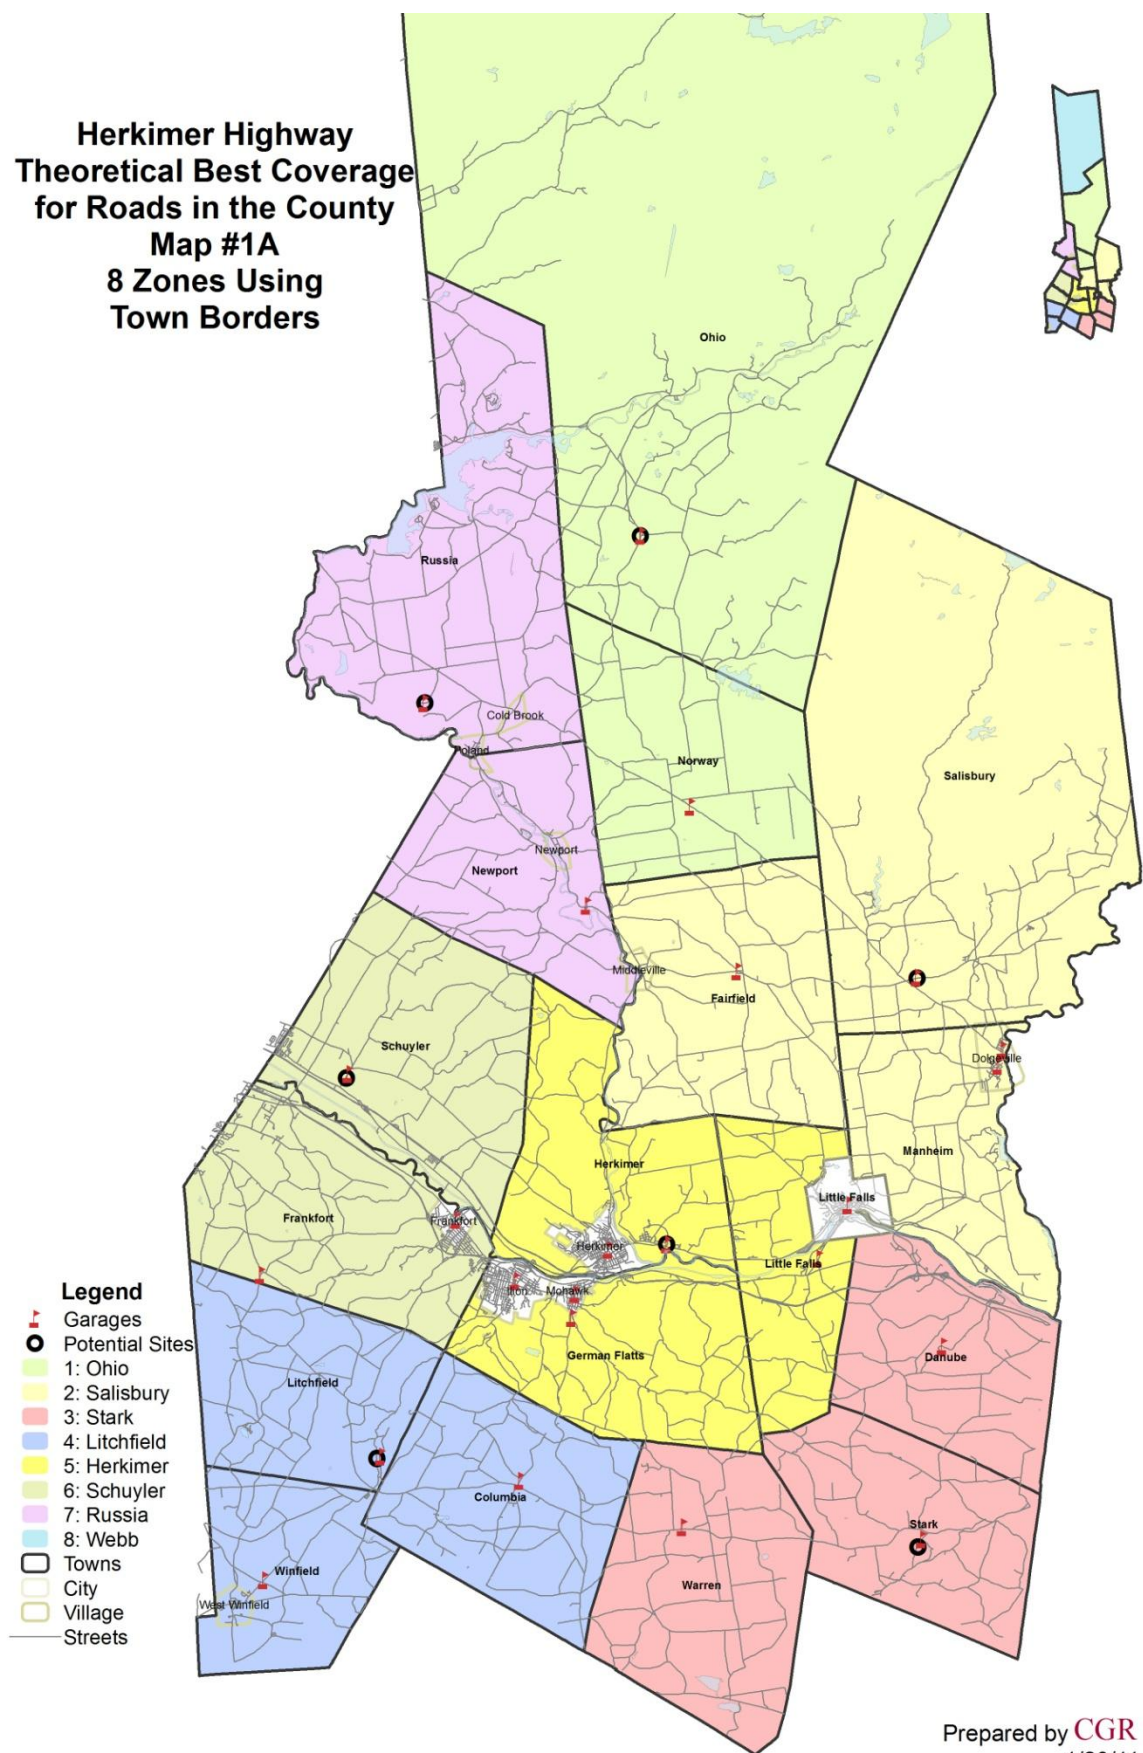 Herkimer Highway
Theoretical Best Coverage
for Roads in the County
Map #1A
8 Zones Using
Town Borders
Ohio
Russia
Cold Brook
Poland
Norway
Salisbury
Newport
Newport
Middleville
Fairfield
Schuyler
Dolgeville
Manheim
Herkimer
Little Falls
Frankfort
Frankfort
Herkimer
Little Falls
Ilion
Mohawk
German Flatts
Danube
Litchfield
Columbia
Stark
Winfield
Warren
West Winfield
Legend
Garages
Potential Sites
1: Ohio
2: Salisbury
3: Stark
4: Litchfield
5: Herkimer
6: Schuyler
7: Russia
8: Webb
Towns
City
Village
Streets
Prepared by CGR